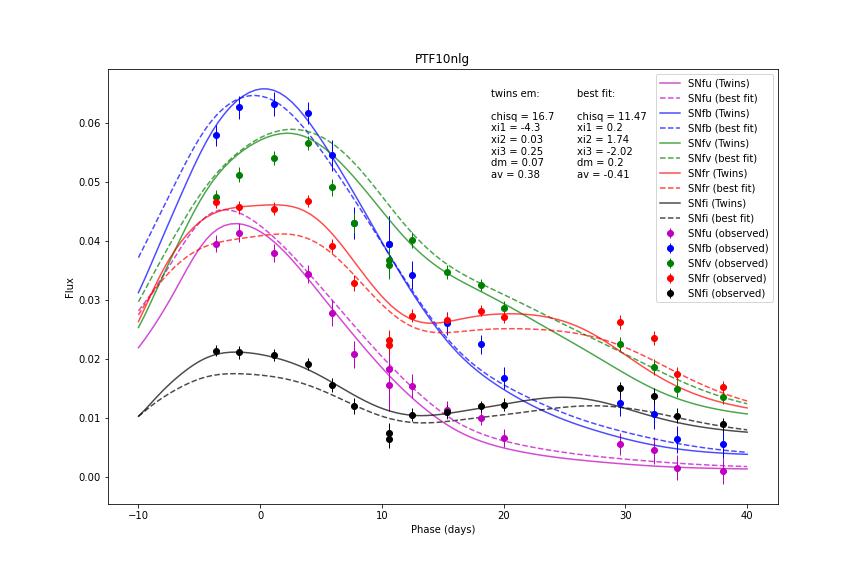 PTF10nlg
twins em:
chisq = 16.7
xi1 = -4.3
xi2 = 0.03
xi3 = 0.25
dm = 0.07
av = 0.38
best fit:
chisq = 11.47
xi1 = 0.2
xi2 = 1.74
xi3 = -2.02
dm = 0.2
av = -0.41
SNfu (Twins)
SNfu (best fit)
SNfb (Twins)
SNfb (best fit)
SNfv (Twins)
SNfv (best fit)
SNfr (Twins)
SNfr (best fit)
SNfi (Twins)
SNfi (best fit)
SNfu (observed)
SNfb (observed)
SNfv (observed)
SNfr (observed)
SNfi (observed)
Flux
0.06
0.05
0.04
0.03
0.02
0.01
0.00
−10
0
10
20
30
40
Phase (days)